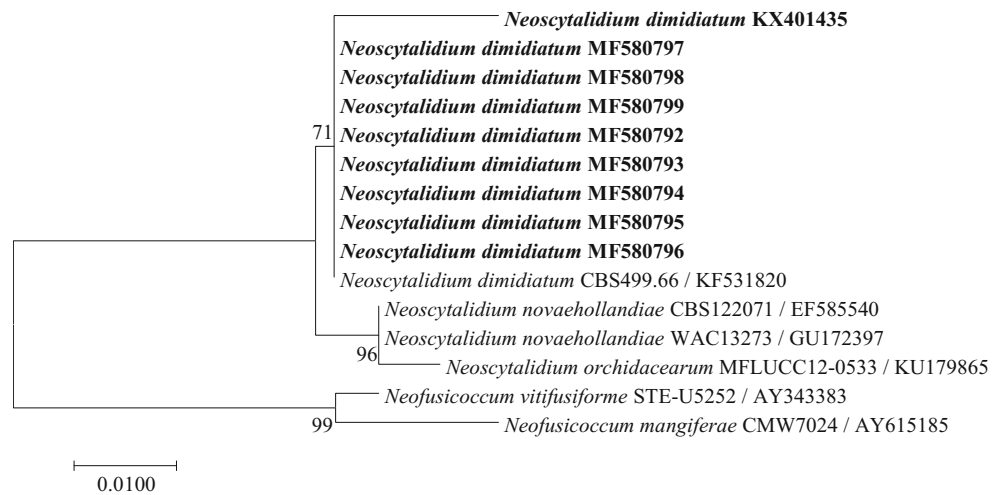 Neoscytalidium dimidiatum KX401435
Neoscytalidium dimidiatum MF580797
Neoscytalidium dimidiatum MF580798
Neoscytalidium dimidiatum MF580799
71
Neoscytalidium dimidiatum MF580792
Neoscytalidium dimidiatum MF580793
Neoscytalidium dimidiatum MF580794
Neoscytalidium dimidiatum MF580795
Neoscytalidium dimidiatum MF580796
Neoscytalidium dimidiatum CBS499.66 / KF531820
Neoscytalidium novaehollandiae CBS122071 / EF585540
Neoscytalidium novaehollandiae WAC13273 / GU172397
96
Neoscytalidium orchidacearum MFLUCC12-0533 / KU179865
Neofusicoccum vitifusiforme STE-U5252 / AY343383
99
Neofusicoccum mangiferae CMW7024 / AY615185
0.0100